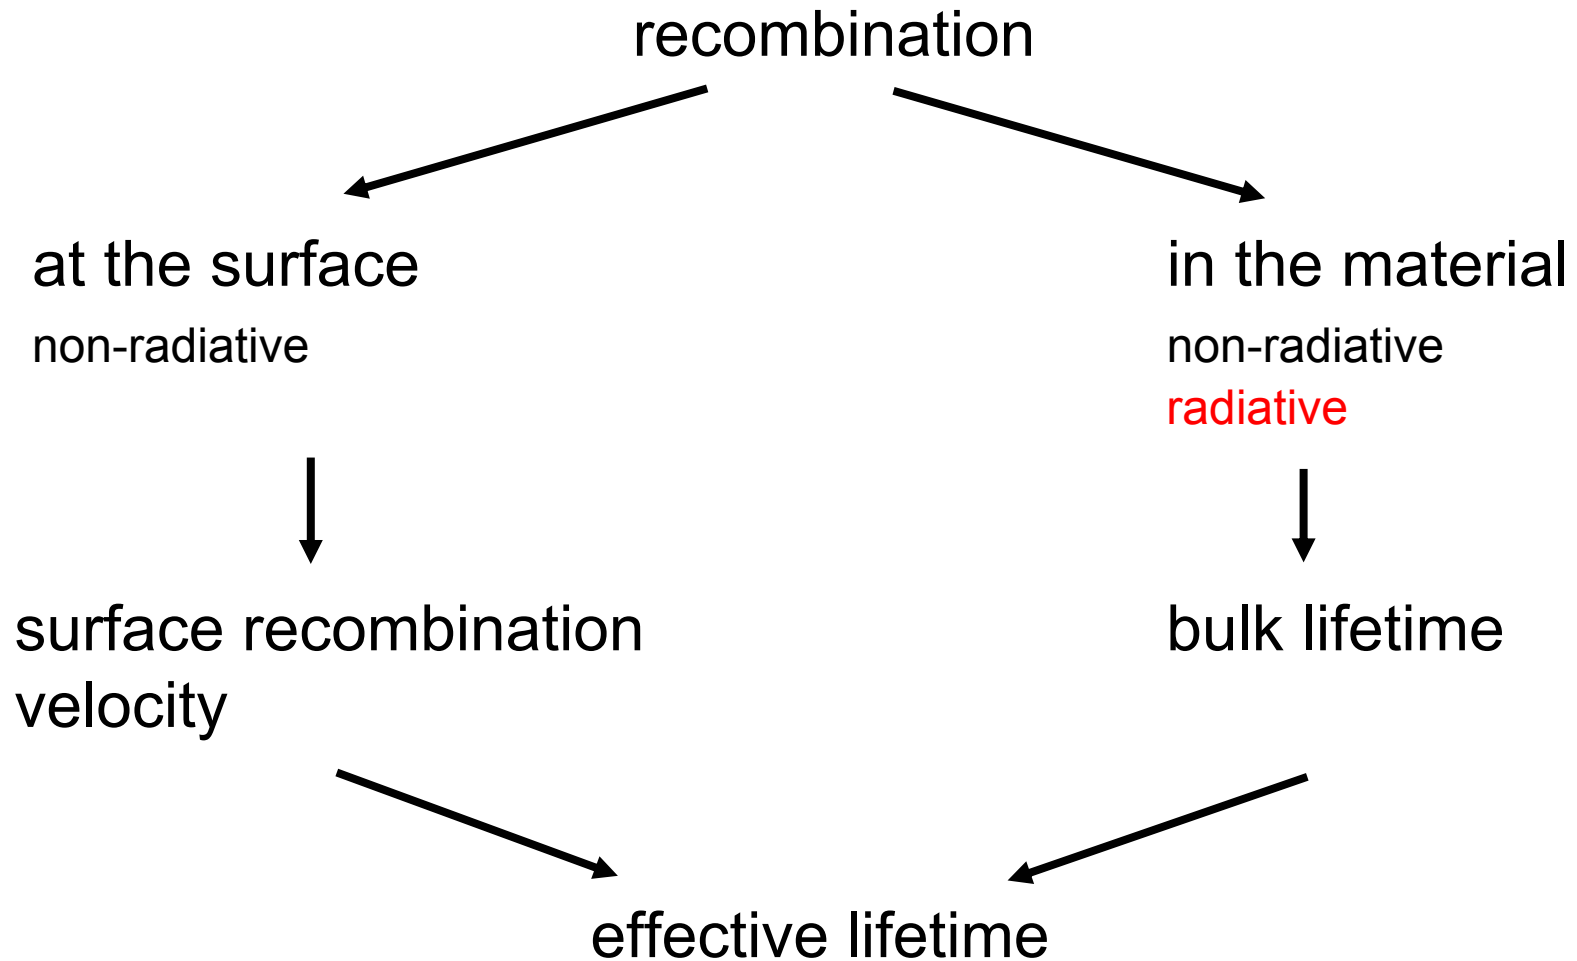 recombination
at the surface
non-radiative
in the material
non-radiative
radiative
surface recombination
velocity
bulk lifetime
effective lifetime